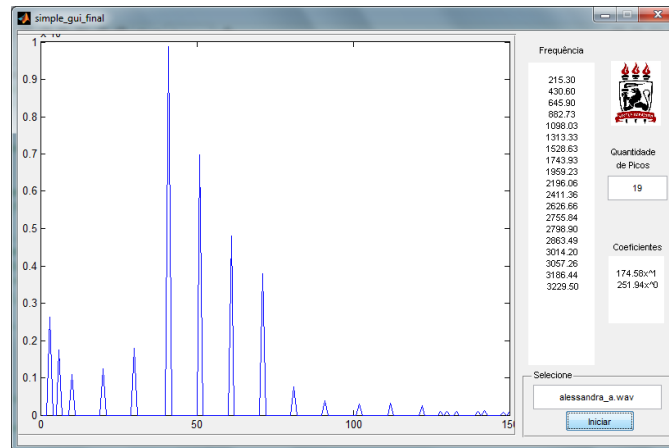 simple_gui_final
1
0.9
0.8
0.7
0.6
0.5
0.4
0.3
0.2
0.1
0
0 50 100
Frequência
215.30
430.60
645.90
882.73
1098.03
1313.33
1528.63
1743.93
1959.23
2196.06
2411.36
2626.66
2755.84
2798.90
2863.49
3014.20
3057.26
3186.44
3229.50
Quantidade
de Picos
19
Coeficientes
174.58x^1
251.94x^0
Selecione
alessandra_a.wav
Iniciar